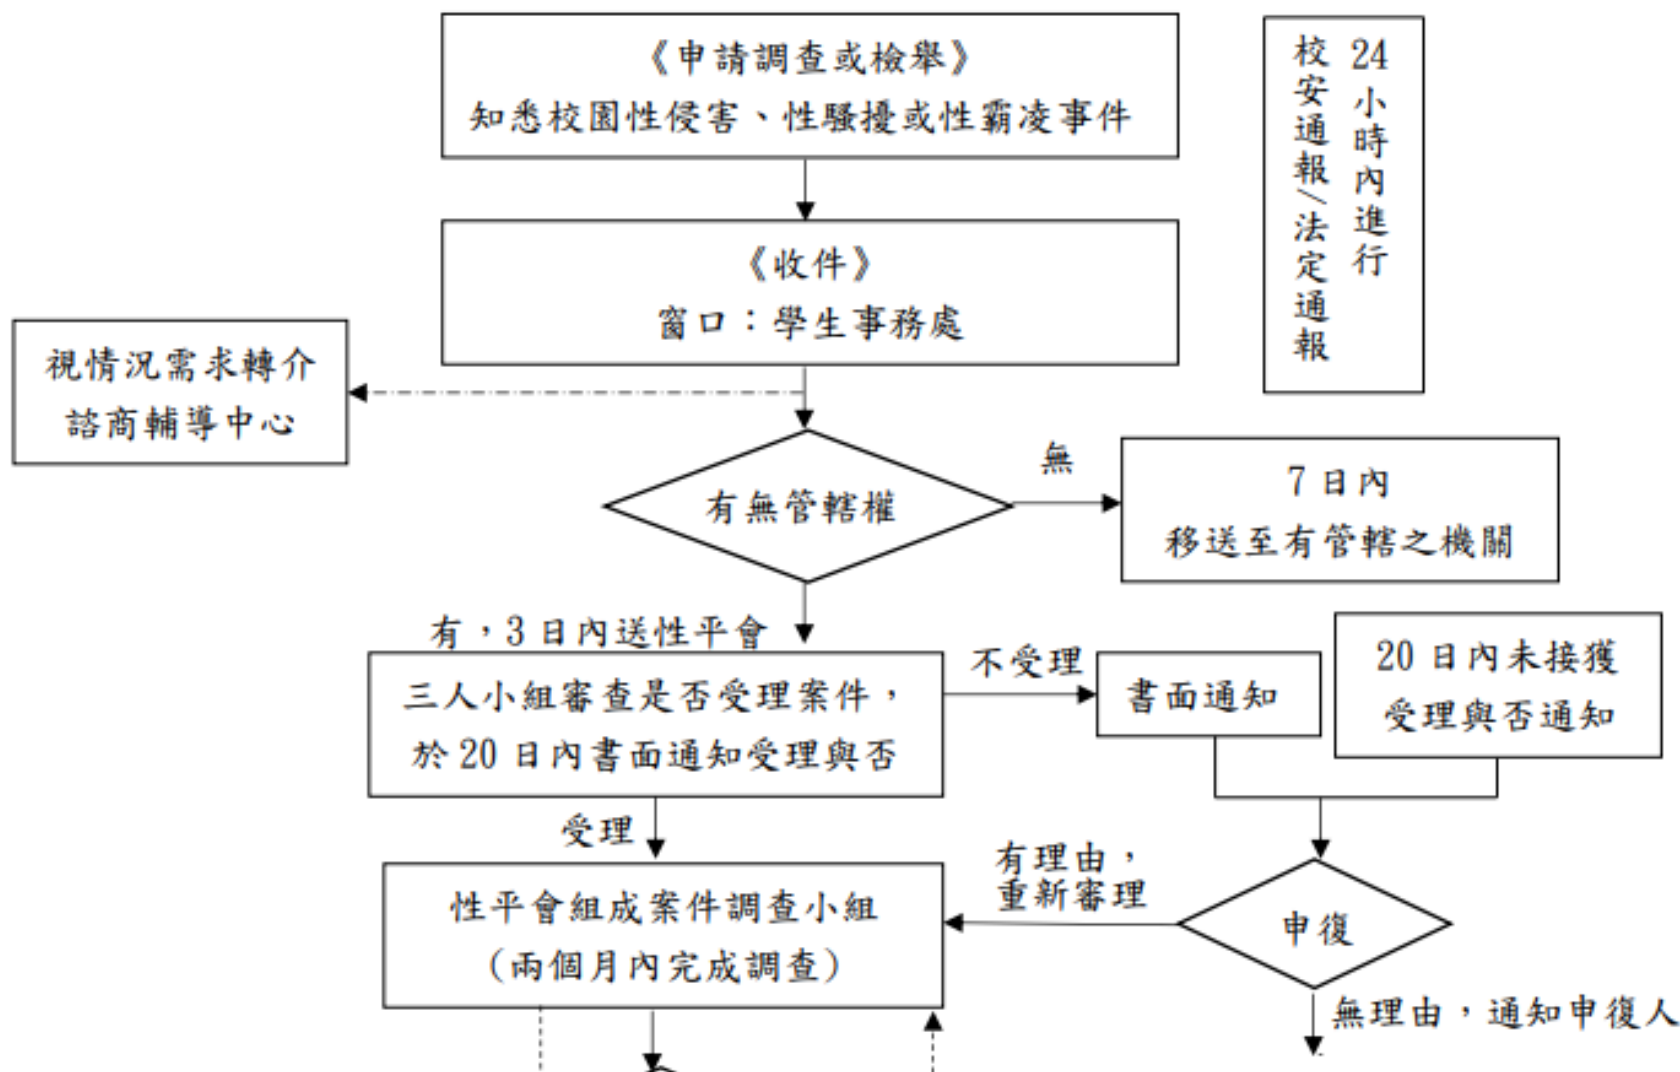 《申請調查或檢舉》
知悉校園性侵害、性騷擾或性霸凌事件
24小時內進行
校安通報/法定通報
《收件》
窗口：學生事務處
視情況需求轉介
諮商輔導中心
有無管轄權
無
7日內
移送至有管轄之機關
有，3日內送性平會
三人小組審查是否受理案件，
於20日內書面通知受理與否
不受理
書面通知
20日內未接獲
受理與否通知
受理
有理由，
重新審理
申復
性平會組成案件調查小組
（兩個月內完成調查）
無理由，通知申復人